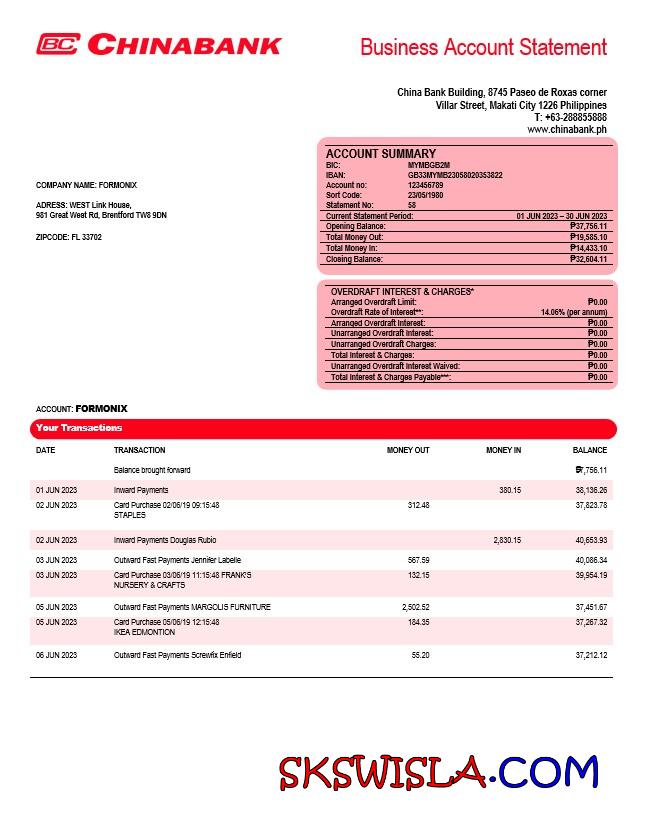 BC CHINABANK
Business Account Statement
China Bank Building, 8745 Paseo de Roxas corner
Villar Street, Makati City 1226 Philippines
T: +63-288855888
www.chinabank.ph
COMPANY NAME: FORMONIX
ADRESS: WEST Link House,
981 Great West Rd, Brentford TW8 9DN
ZIPCODE: FL 33702
ACCOUNT SUMMARY
BIC: MYMBGB2M
IBAN: GB33MYMB23058020353822
Account no: 123456789
Sort Code: 23/05/1980
Statement No: 58
Current Statement Period: 01 JUN 2023 – 30 JUN 2023
Opening Balance: ₱37,756.11
Total Money Out: ₱19,585.10
Total Money In: ₱14,433.10
Closing Balance: ₱32,604.11
OVERDRAFT INTEREST & CHARGES*
Arranged Overdraft Limit: ₱0.00
Overdraft Rate of Interest**: 14.06% (per annum)
Arranged Overdraft Interest: ₱0.00
Unarranged Overdraft Interest: ₱0.00
Unarranged Overdraft Charges: ₱0.00
Total Interest & Charges: ₱0.00
Unarranged Overdraft Interest Waived: ₱0.00
Total Interest & Charges Payable***: ₱0.00
ACCOUNT: FORMONIX
Your Transactions
DATE TRANSACTION MONEY OUT MONEY IN BALANCE
Balance brought forward ₱7,756.11
01 JUN 2023 Inward Payments 380.15 38,136.26
02 JUN 2023 Card Purchase 02/06/19 09:15:48 312.48 37,823.78
STAPLES
02 JUN 2023 Inward Payments Douglas Rubio 2,830.15 40,653.93
03 JUN 2023 Outward Fast Payments Jennifer Labelle 567.59 40,086.34
03 JUN 2023 Card Purchase 03/06/19 11:15:48 FRANK'S 132.15 39,954.19
NURSERY & CRAFTS
05 JUN 2023 Outward Fast Payments MARGOLIS FURNITURE 2,502.52 37,451.67
05 JUN 2023 Card Purchase 05/06/19 12:15:48 184.35 37,267.32
IKEA EDMONTION
06 JUN 2023 Outward Fast Payments Screwfix Enfield 55.20 37,212.12
SKSWISLA.COM